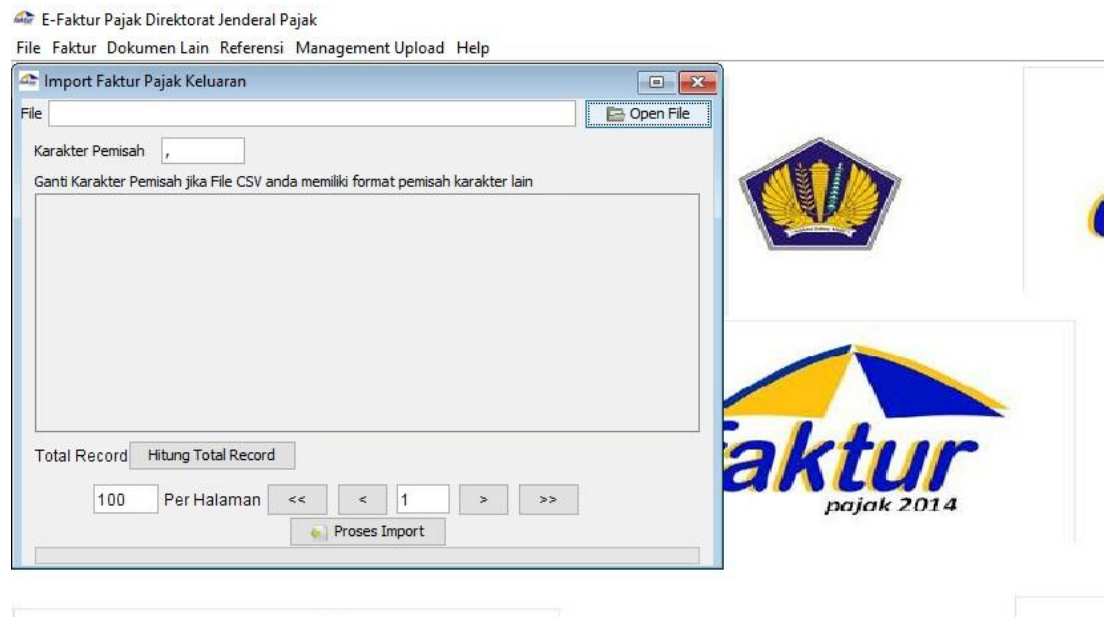 E-Faktur Pajak Direktorat Jenderal Pajak
File Faktur Dokumen Lain Referensi Management Upload Help
Import Faktur Pajak Keluaran
File Open File
Karakter Pemisah ,
Ganti Karakter Pemisah jika File CSV anda memiliki format pemisah karakter lain
Total Record Hitung Total Record
100 Per Halaman << < 1 > >>
Proses Import
faktur
pajak 2014